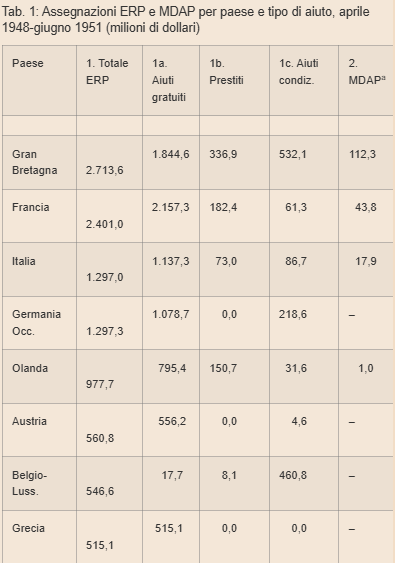 Tab. 1: Assegnazioni ERP e MDAP per paese e tipo di aiuto, aprile
1948-giugno 1951 (milioni di dollari)
Paese 1. Totale ERP 1a. Aiuti gratuiti 1b. Prestiti 1c. Aiuti condiz. 2. MDAPª
Gran Bretagna 2.713,6 1.844,6 336,9 532,1 112,3
Francia 2.401,0 2.157,3 182,4 61,3 43,8
Italia 1.297,0 1.137,3 73,0 86,7 17,9
Germania Occ. 1.297,3 1.078,7 0,0 218,6 –
Olanda 977,7 795,4 150,7 31,6 1,0
Austria 560,8 556,2 0,0 4,6 –
Belgio-Luss. 546,6 17,7 8,1 460,8 –
Grecia 515,1 515,1 0,0 0,0 –